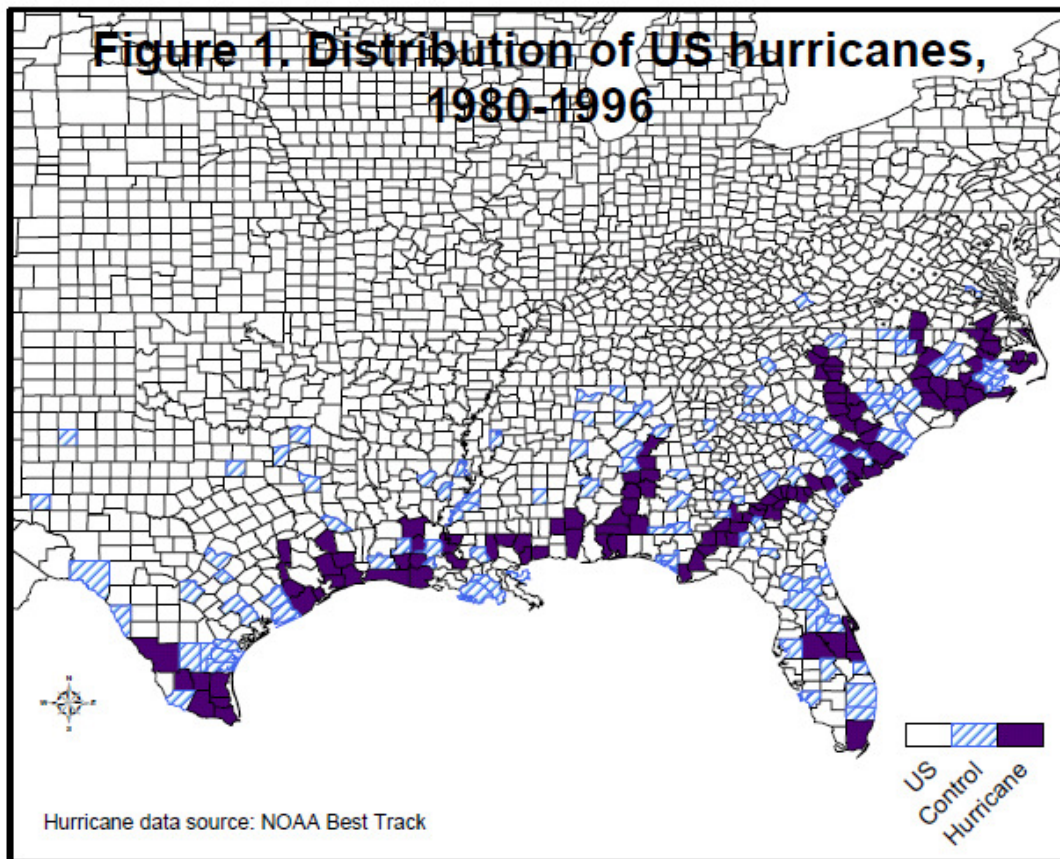 Figure 1. Distribution of US hurricanes,
1980-1996
N
W E
S
US
Control
Hurricane
Hurricane data source: NOAA Best Track